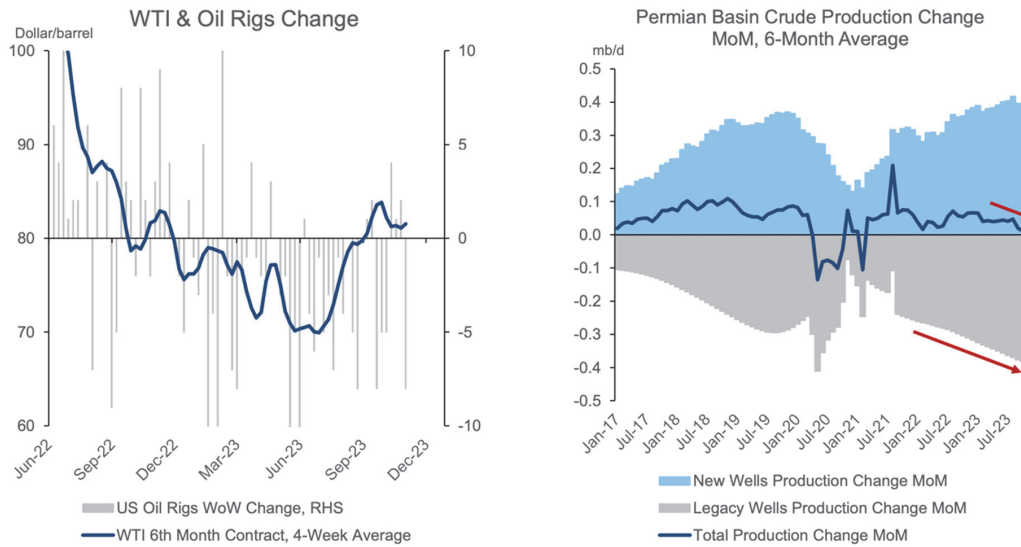 WTI & Oil Rigs Change
Dollar/barrel
100
90
80
70
60
10
5
0
-5
-10
Jun-22
Sep-22
Dec-22
Mar-23
Jun-23
Sep-23
Dec-23
US Oil Rigs WoW Change, RHS
WTI 6th Month Contract, 4-Week Average
Permian Basin Crude Production Change
MoM, 6-Month Average
mb/d
0.5
0.4
0.3
0.2
0.1
0.0
-0.1
-0.2
-0.3
-0.4
-0.5
Jan-17
Jul-17
Jan-18
Jul-18
Jan-19
Jul-19
Jan-20
Jul-20
Jan-21
Jul-21
Jan-22
Jul-22
Jan-23
Jul-23
New Wells Production Change MoM
Legacy Wells Production Change MoM
Total Production Change MoM